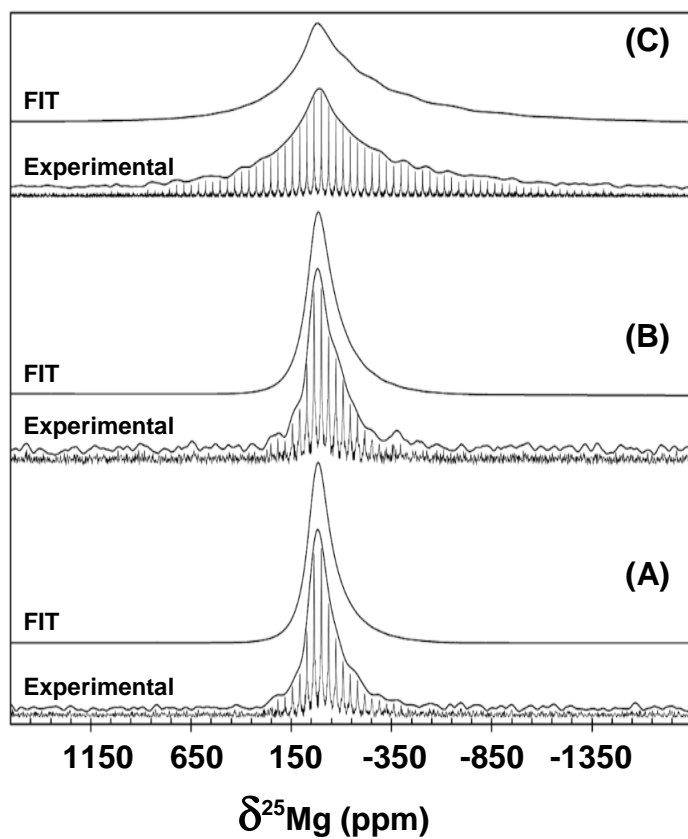 (C)
FIT
Experimental
(B)
FIT
Experimental
(A)
FIT
Experimental
1150 650 150 -350 -850 -1350
δ²⁵Mg (ppm)